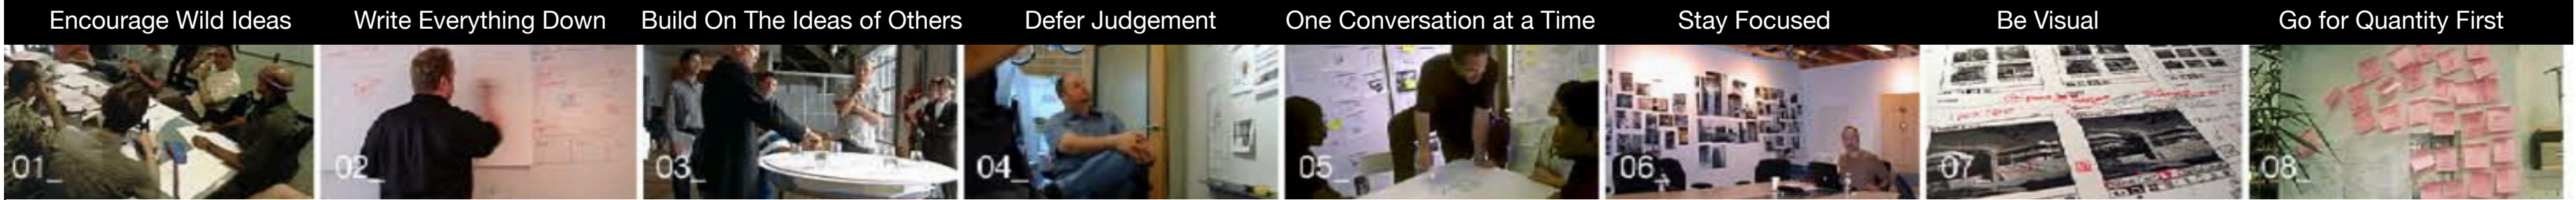 Encourage Wild Ideas
Write Everything Down
Build On The Ideas of Others
Defer Judgement
One Conversation at a Time
Stay Focused
Be Visual
Go for Quantity First
01_
02_
03_
04_
05_
06_
07_
08_